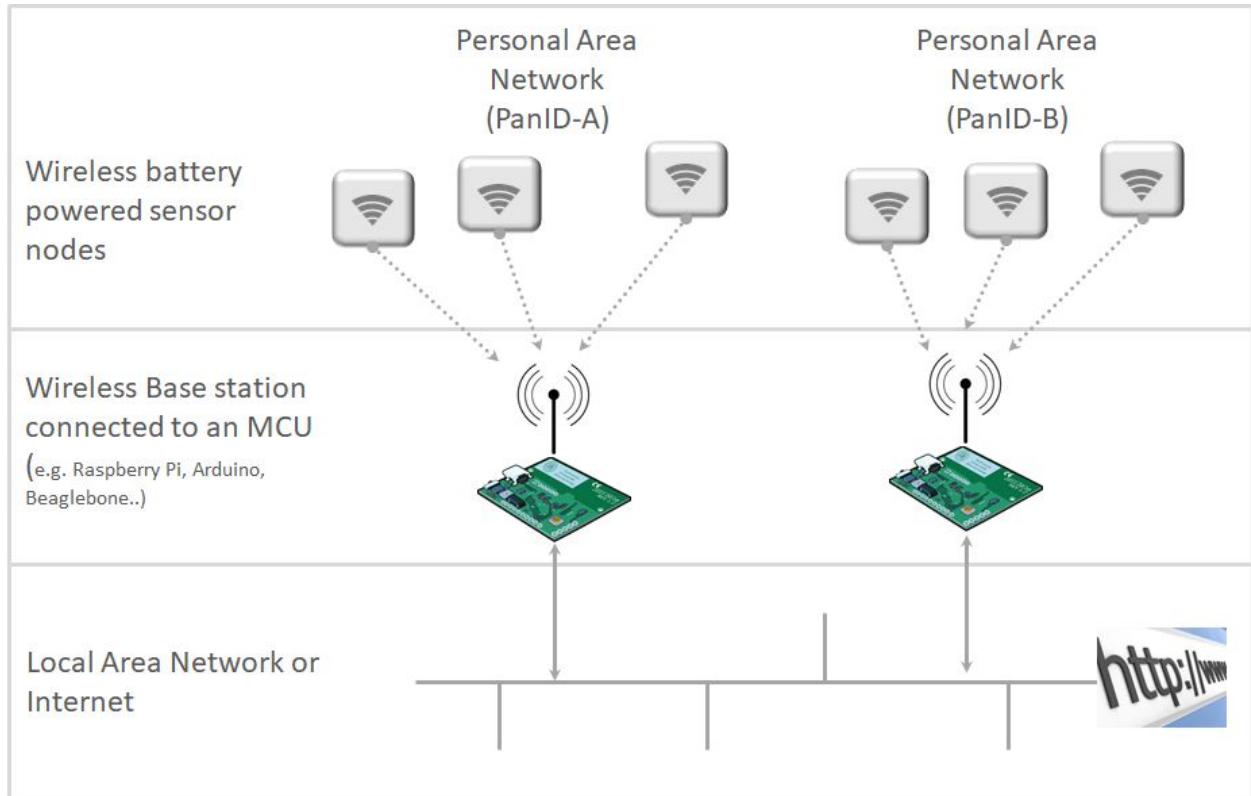 Personal Area
Network
(PanID-A)
Personal Area
Network
(PanID-B)
Wireless battery
powered sensor
nodes
Wireless Base station
connected to an MCU
(e.g. Raspberry Pi, Arduino,
Beaglebone..)
Local Area Network or
Internet
http://www